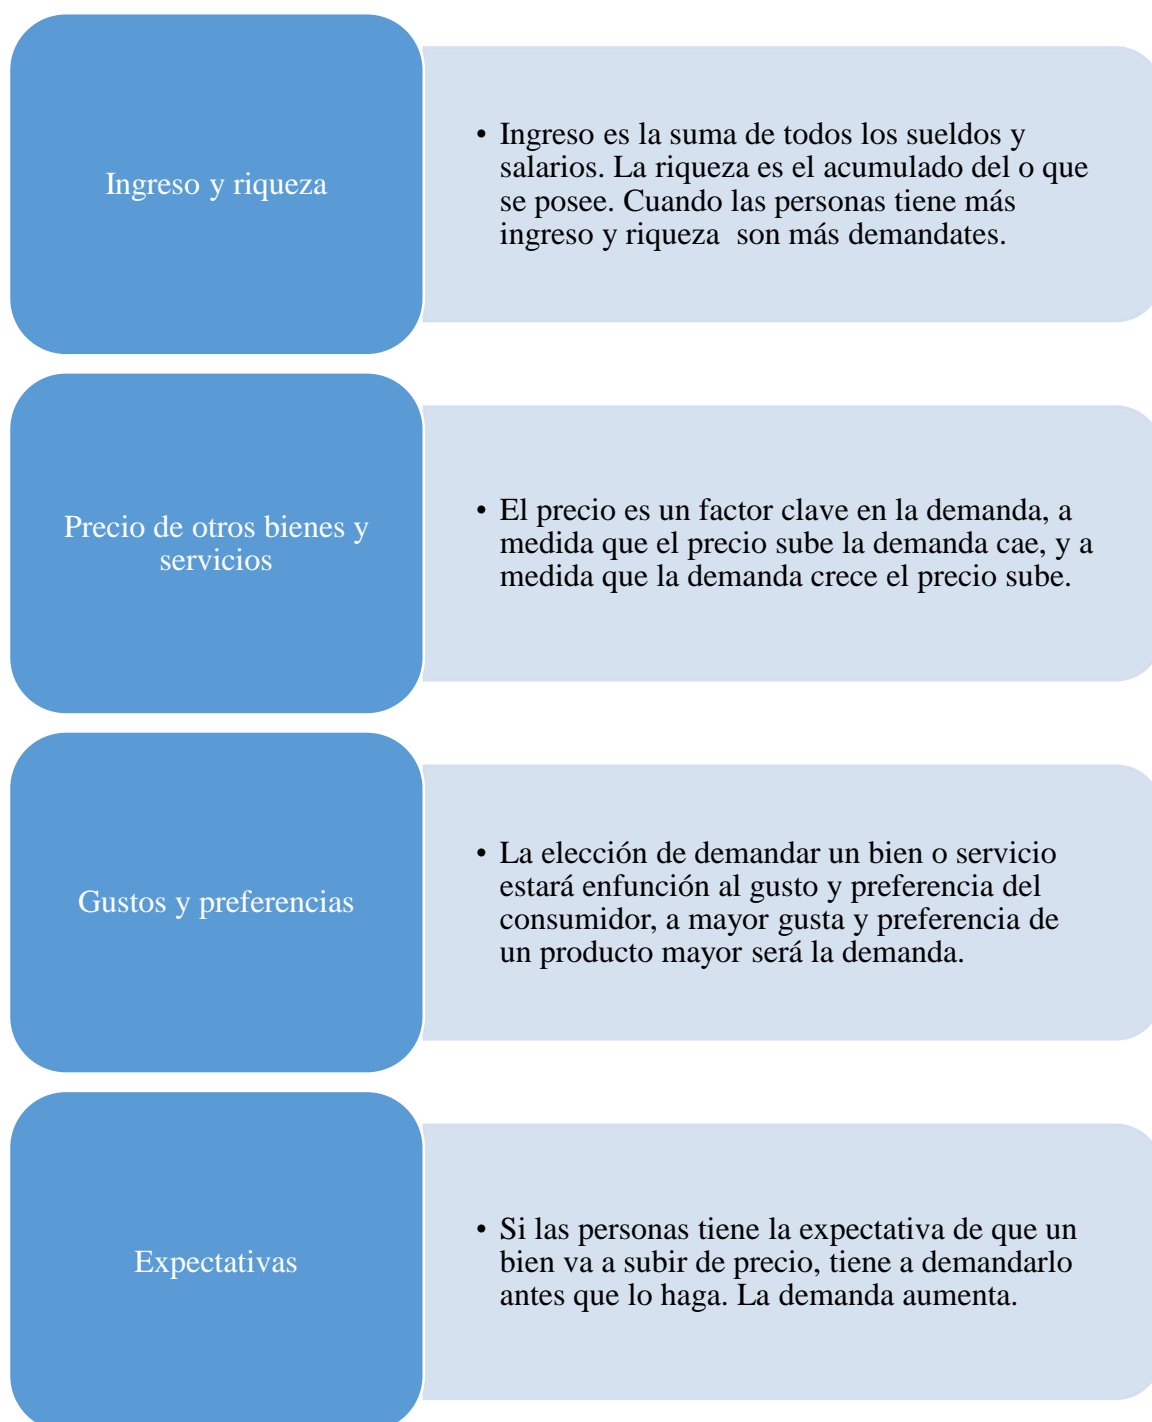 Ingreso y riqueza
• Ingreso es la suma de todos los sueldos y
salarios. La riqueza es el acumulado del o que
se posee. Cuando las personas tiene más
ingreso y riqueza  son más demandates.
Precio de otros bienes y
servicios
• El precio es un factor clave en la demanda, a
medida que el precio sube la demanda cae, y a
medida que la demanda crece el precio sube.
Gustos y preferencias
• La elección de demandar un bien o servicio
estará enfunción al gusto y preferencia del
consumidor, a mayor gusta y preferencia de
un producto mayor será la demanda.
Expectativas
• Si las personas tiene la expectativa de que un
bien va a subir de precio, tiene a demandarlo
antes que lo haga. La demanda aumenta.